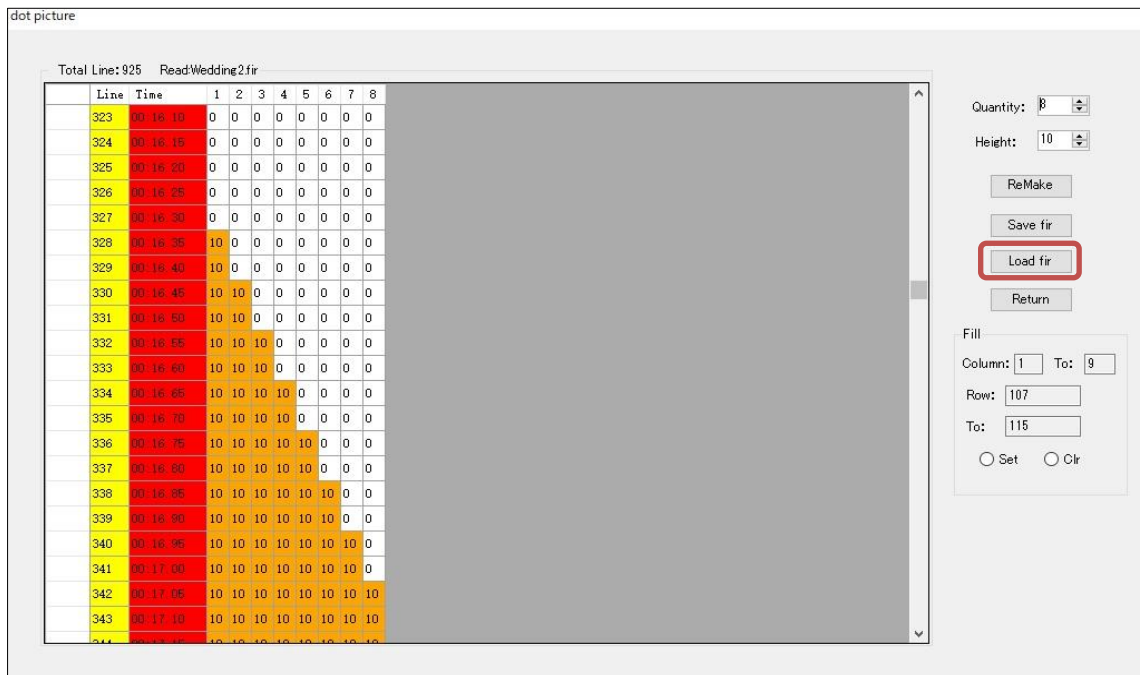 dot picture
Total Line:925 Read:Wedding2.fir
Line Time 1 2 3 4 5 6 7 8
323 00:16.10 0 0 0 0 0 0 0 0
324 00:16.15 0 0 0 0 0 0 0 0
325 00:16.20 0 0 0 0 0 0 0 0
326 00:16.25 0 0 0 0 0 0 0 0
327 00:16.30 0 0 0 0 0 0 0 0
328 00:16.35 10 0 0 0 0 0 0 0
329 00:16.40 10 0 0 0 0 0 0 0
330 00:16.45 10 10 0 0 0 0 0 0
331 00:16.50 10 10 0 0 0 0 0 0
332 00:16.55 10 10 10 0 0 0 0 0
333 00:16.60 10 10 10 0 0 0 0 0
334 00:16.65 10 10 10 10 0 0 0 0
335 00:16.70 10 10 10 10 0 0 0 0
336 00:16.75 10 10 10 10 10 0 0 0
337 00:16.80 10 10 10 10 10 0 0 0
338 00:16.85 10 10 10 10 10 10 0 0
339 00:16.90 10 10 10 10 10 10 0 0
340 00:16.95 10 10 10 10 10 10 10 0
341 00:17.00 10 10 10 10 10 10 10 0
342 00:17.05 10 10 10 10 10 10 10 10
343 00:17.10 10 10 10 10 10 10 10 10
Quantity: 8
Height: 10
ReMake
Save fir
Load fir
Return
Fill
Column: 1 To: 9
Row: 107
To: 115
Set Clr